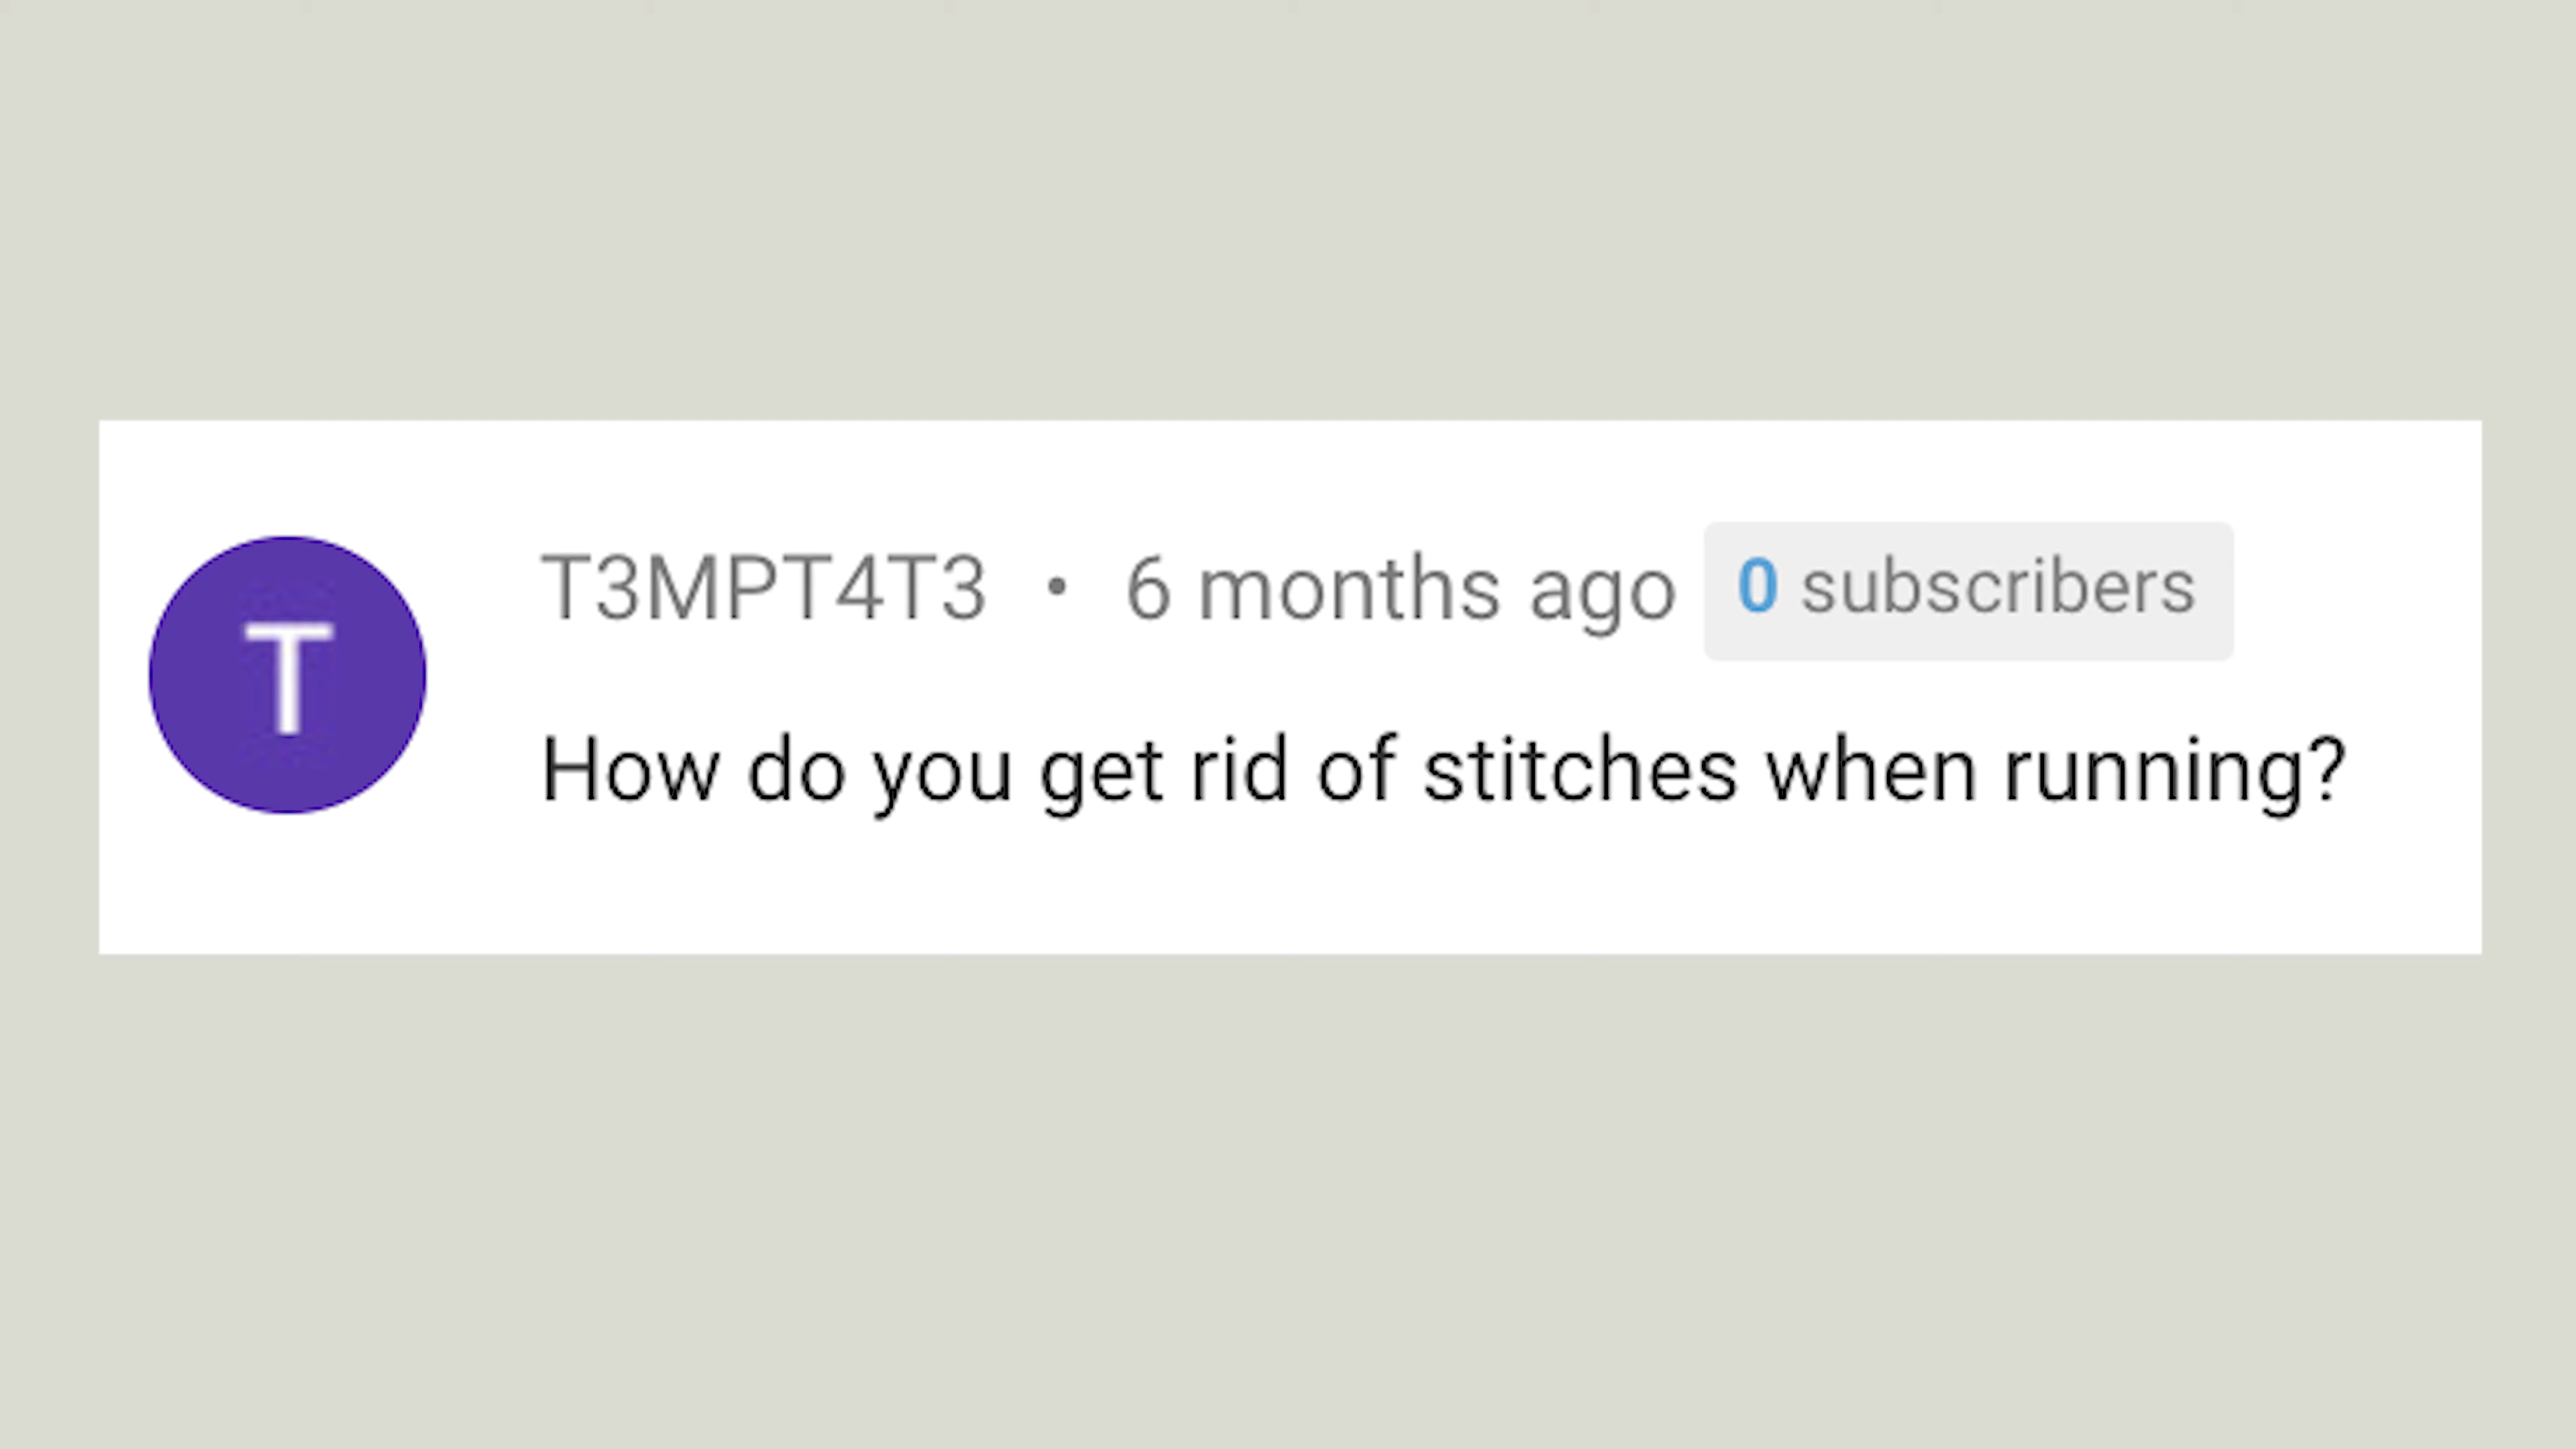 T
T3MPT4T3 • 6 months ago 0 subscribers
How do you get rid of stitches when running?